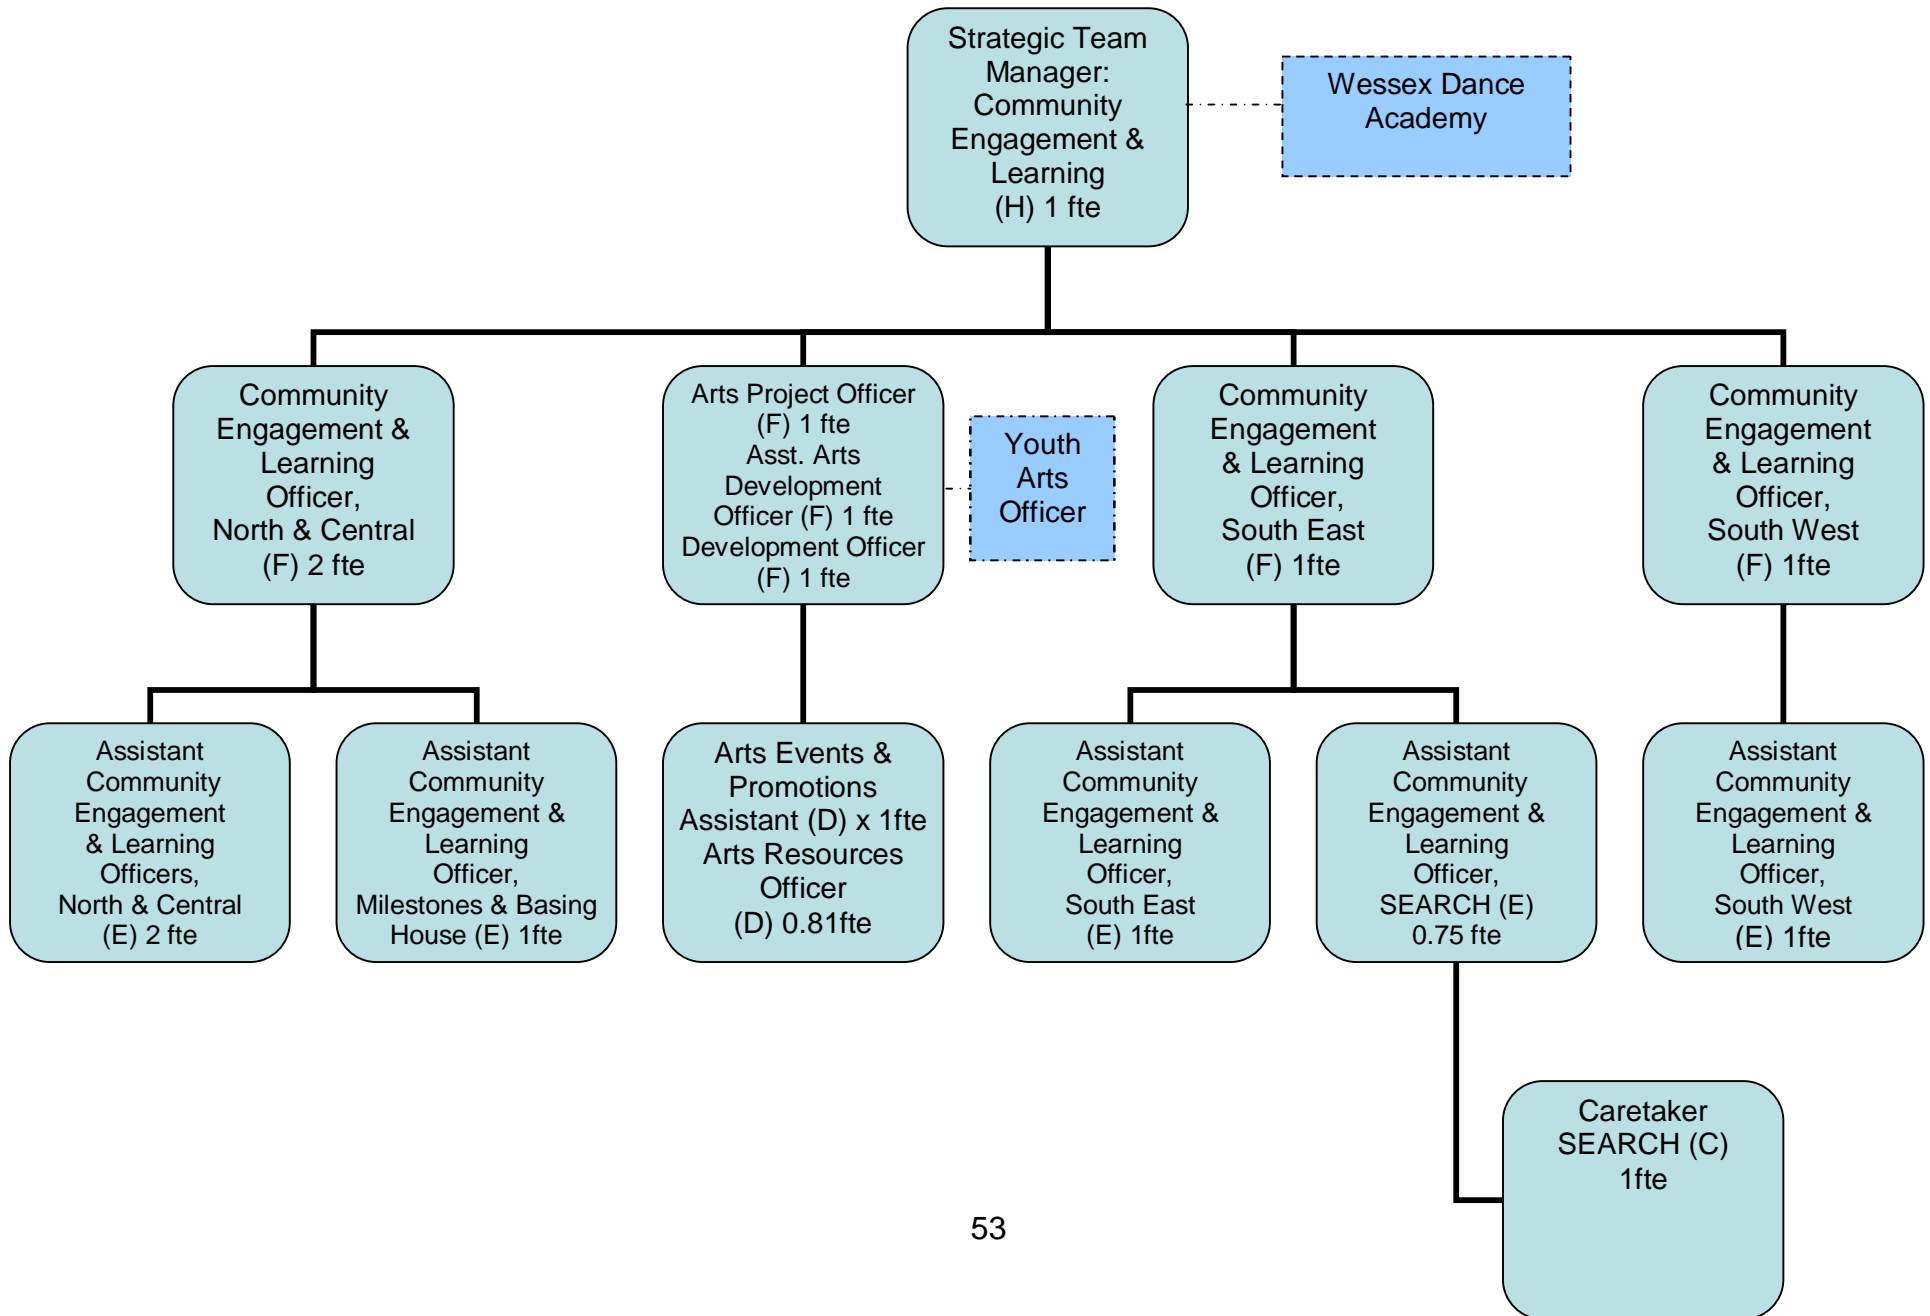 Strategic Team
Manager:
Community
Engagement &
Learning
(H) 1 fte
Wessex Dance
Academy
Community
Engagement &
Learning
Officer,
North & Central
(F) 2 fte
Arts Project Officer
(F) 1 fte
Asst. Arts
Development
Officer (F) 1 fte
Development Officer
(F) 1 fte
Youth
Arts
Officer
Community
Engagement
& Learning
Officer,
South East
(F) 1fte
Community
Engagement
& Learning
Officer,
South West
(F) 1fte
Assistant
Community
Engagement
& Learning
Officers,
North & Central
(E) 2 fte
Assistant
Community
Engagement &
Learning
Officer,
Milestones & Basing
House (E) 1fte
Arts Events &
Promotions
Assistant (D) x 1fte
Arts Resources
Officer
(D) 0.81fte
Assistant
Community
Engagement &
Learning
Officer,
South East
(E) 1fte
Assistant
Community
Engagement &
Learning
Officer,
SEARCH (E)
0.75 fte
Assistant
Community
Engagement &
Learning
Officer,
South West
(E) 1fte
Caretaker
SEARCH (C)
1fte
53